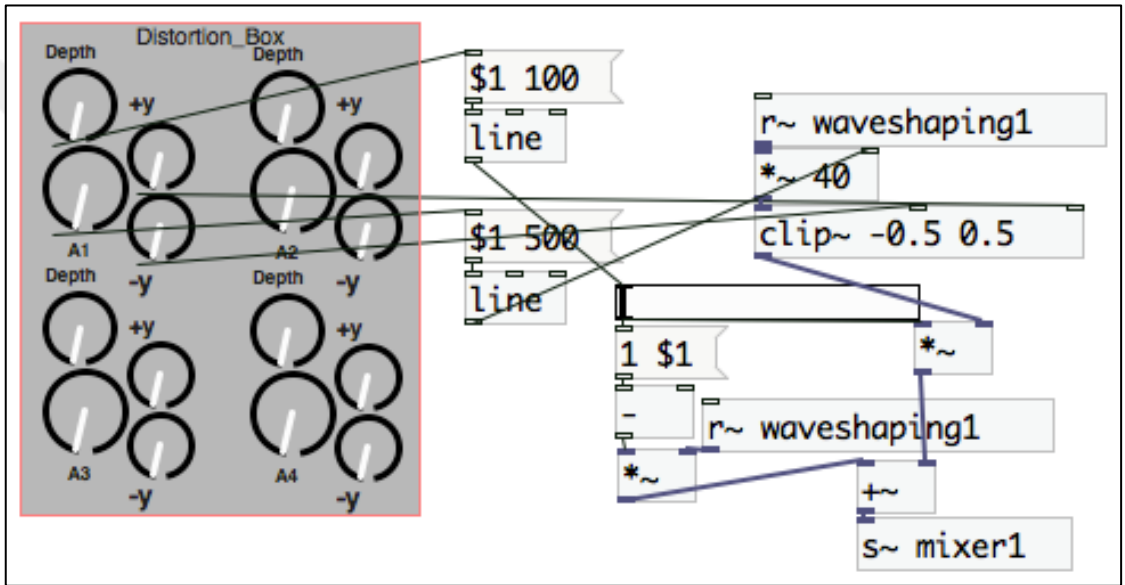 Distortion_Box
Depth
Depth
+y
+y
A1
A2
-y
-y
Depth
Depth
+y
+y
A3
A4
-y
-y
$1 100
line
$1 500
line
r~ waveshaping1
*~ 40
clip~ -0.5 0.5
*~
1 $1
-
r~ waveshaping1
*~
+~
s~ mixer1